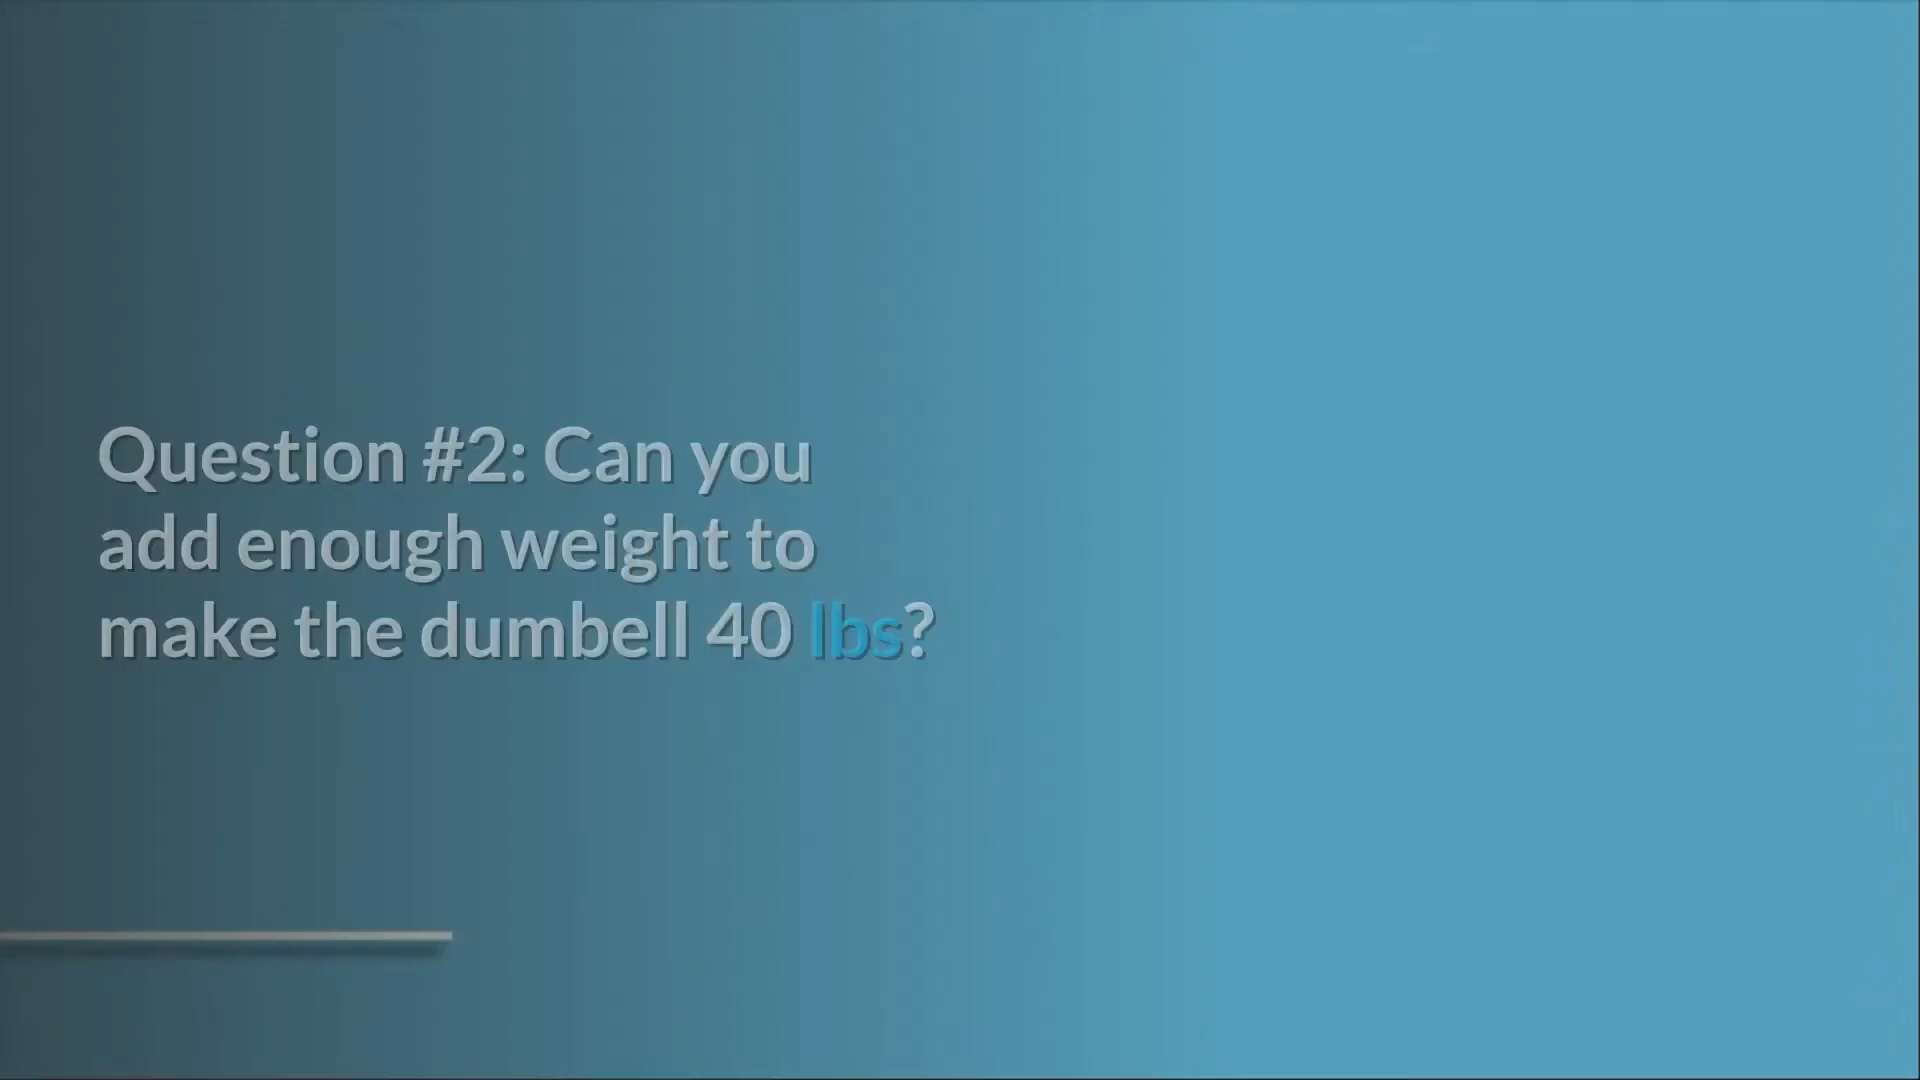 Question #2: Can you
add enough weight to
make the dumbell 40 lbs?